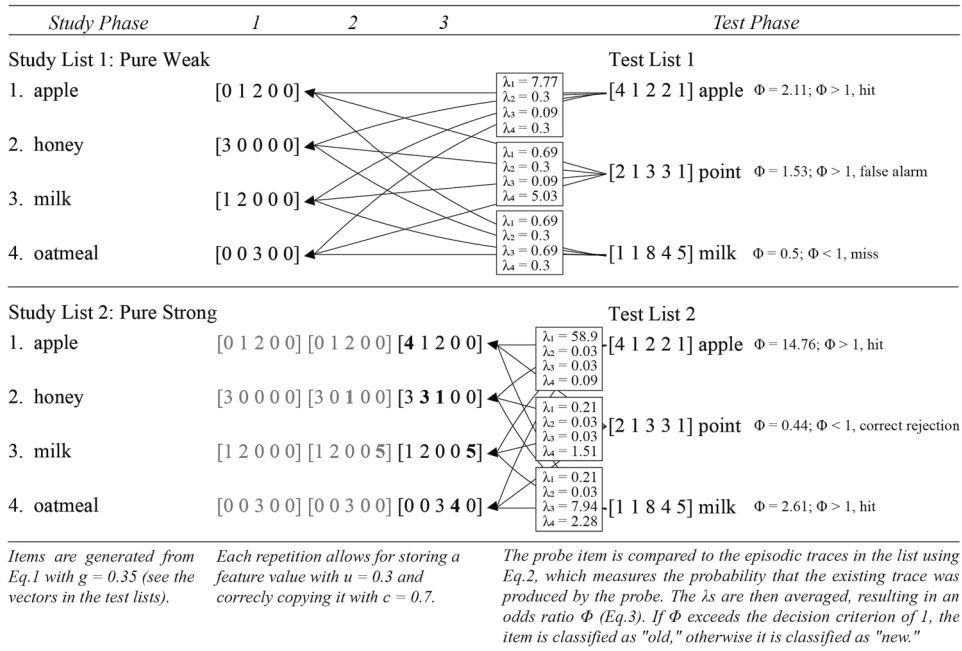 Study Phase 1 2 3 Test Phase
Study List 1: Pure Weak Test List 1
1. apple [0 1 2 0 0] λ₁ = 7.77 λ₂ = 0.3 λ₃ = 0.09 λ₄ = 0.3 [4 1 2 2 1] apple Φ = 2.11; Φ > 1, hit
2. honey [3 0 0 0 0] λ₁ = 0.69 λ₂ = 0.3 λ₃ = 0.09 λ₄ = 5.03 [2 1 3 3 1] point Φ = 1.53; Φ > 1, false alarm
3. milk [1 2 0 0 0]
4. oatmeal [0 0 3 0 0] λ₁ = 0.69 λ₂ = 0.3 λ₃ = 0.69 λ₄ = 0.3 [1 1 8 4 5] milk Φ = 0.5; Φ < 1, miss
Study List 2: Pure Strong Test List 2
1. apple [0 1 2 0 0] [0 1 2 0 0] [4 1 2 0 0] λ₁ = 58.9 λ₂ = 0.03 λ₃ = 0.03 λ₄ = 0.09 [4 1 2 2 1] apple Φ = 14.76; Φ > 1, hit
2. honey [3 0 0 0 0] [3 0 1 0 0] [3 3 1 0 0] λ₁ = 0.21 λ₂ = 0.03 λ₃ = 0.03 λ₄ = 1.51 [2 1 3 3 1] point Φ = 0.44; Φ < 1, correct rejection
3. milk [1 2 0 0 0] [1 2 0 0 5] [1 2 0 0 5]
4. oatmeal [0 0 3 0 0] [0 0 3 0 0] [0 0 3 4 0] λ₁ = 0.21 λ₂ = 0.03 λ₃ = 7.94 λ₄ = 2.28 [1 1 8 4 5] milk Φ = 2.61; Φ > 1, hit
Items are generated from
Eq.1 with g = 0.35 (see the
vectors in the test lists).
Each repetition allows for storing a
feature value with u = 0.3 and
correcly copying it with c = 0.7.
The probe item is compared to the episodic traces in the list using
Eq.2, which measures the probability that the existing trace was
produced by the probe. The λs are then averaged, resulting in an
odds ratio Φ (Eq.3). If Φ exceeds the decision criterion of 1, the
item is classified as "old," otherwise it is classified as "new."